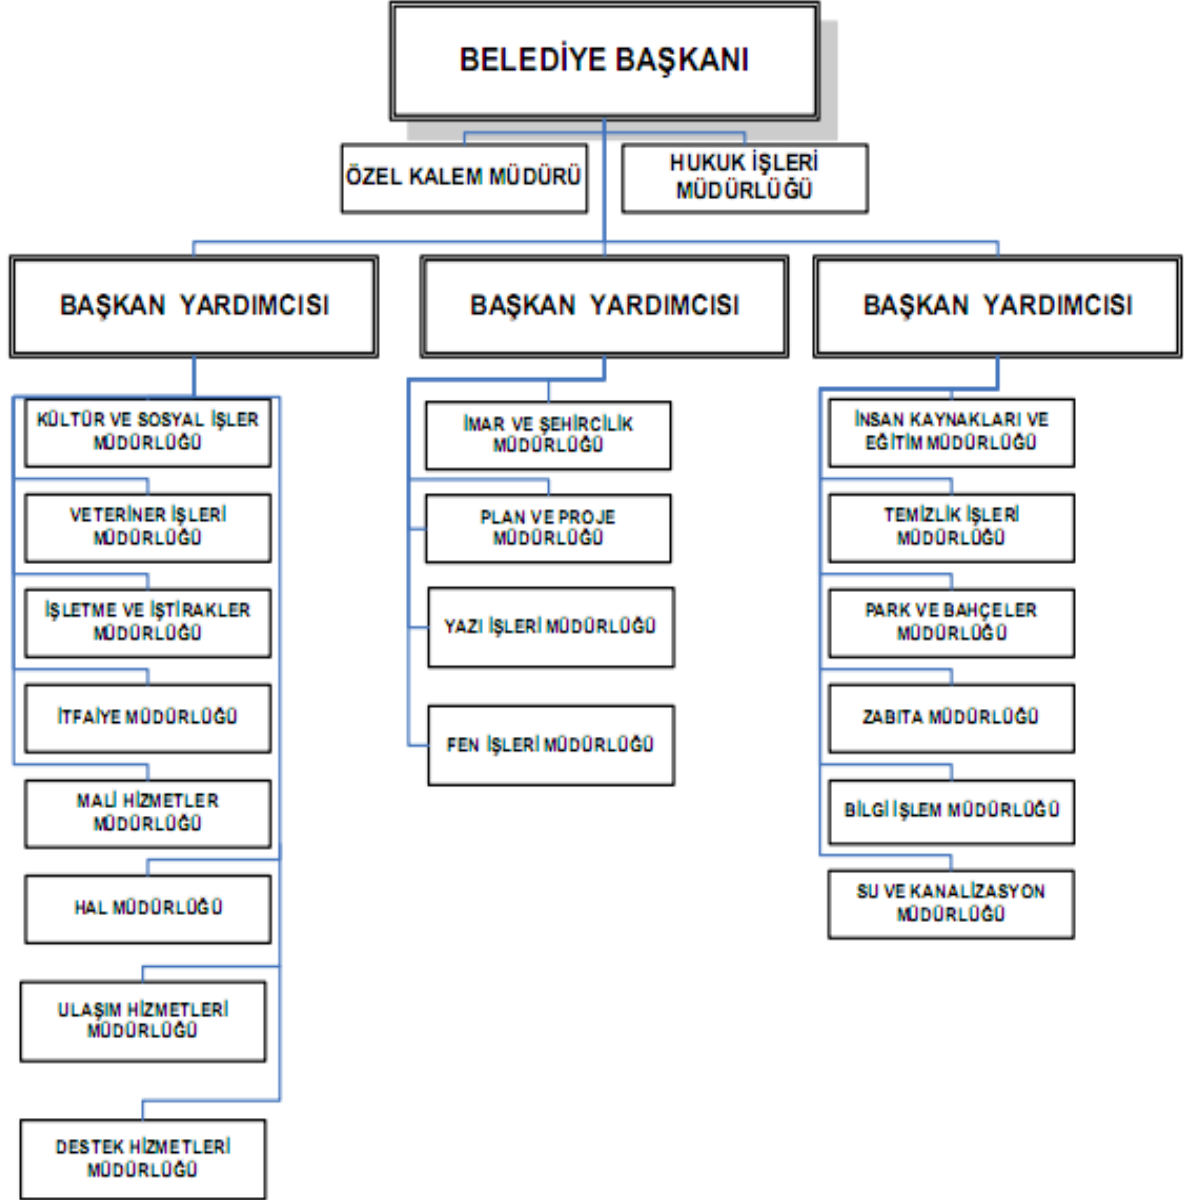 BELEDİYE BAŞKANI
ÖZEL KALEM MÜDÜRÜ
HUKUK İŞLERİ
MÜDÜRLÜĞÜ
BAŞKAN YARDIMCISI
KÜLTÜR VE SOSYAL İŞLER
MÜDÜRLÜĞÜ
VETERİNER İŞLERİ
MÜDÜRLÜĞÜ
İŞLETME VE İŞTİRAKLER
MÜDÜRLÜĞÜ
İTFAİYE MÜDÜRLÜĞÜ
MALİ HİZMETLER
MÜDÜRLÜĞÜ
HAL MÜDÜRLÜĞÜ
ULAŞIM HİZMETLERİ
MÜDÜRLÜĞÜ
DESTEK HİZMETLERİ
MÜDÜRLÜĞÜ
BAŞKAN YARDIMCISI
İMAR VE ŞEHİRCİLİK
MÜDÜRLÜĞÜ
PLAN VE PROJE
MÜDÜRLÜĞÜ
YAZI İŞLERİ MÜDÜRLÜĞÜ
FEN İŞLERİ MÜDÜRLÜĞÜ
BAŞKAN YARDIMCISI
İNSAN KAYNAKLARI VE
EĞİTİM MÜDÜRLÜĞÜ
TEMİZLİK İŞLERİ
MÜDÜRLÜĞÜ
PARK VE BAHÇELER
MÜDÜRLÜĞÜ
ZABITA MÜDÜRLÜĞÜ
BİLGİ İŞLEM MÜDÜRLÜĞÜ
SU VE KANALİZASYON
MÜDÜRLÜĞÜ